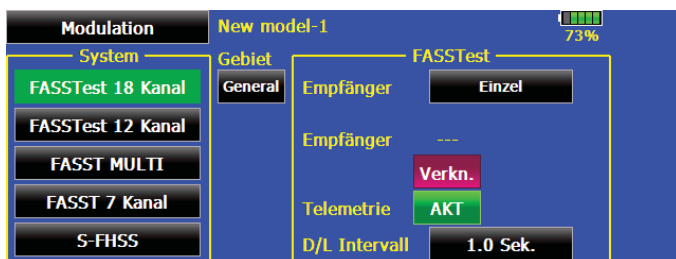 Modulation New model-1 73%
System Gebiet FASSTest
FASSTest 18 Kanal General Empfänger Einzel
FASSTest 12 Kanal
Empfänger ---
FASST MULTI
Verkn.
FASST 7 Kanal Telemetrie AKT
S-FHSS D/L Intervall 1.0 Sek.